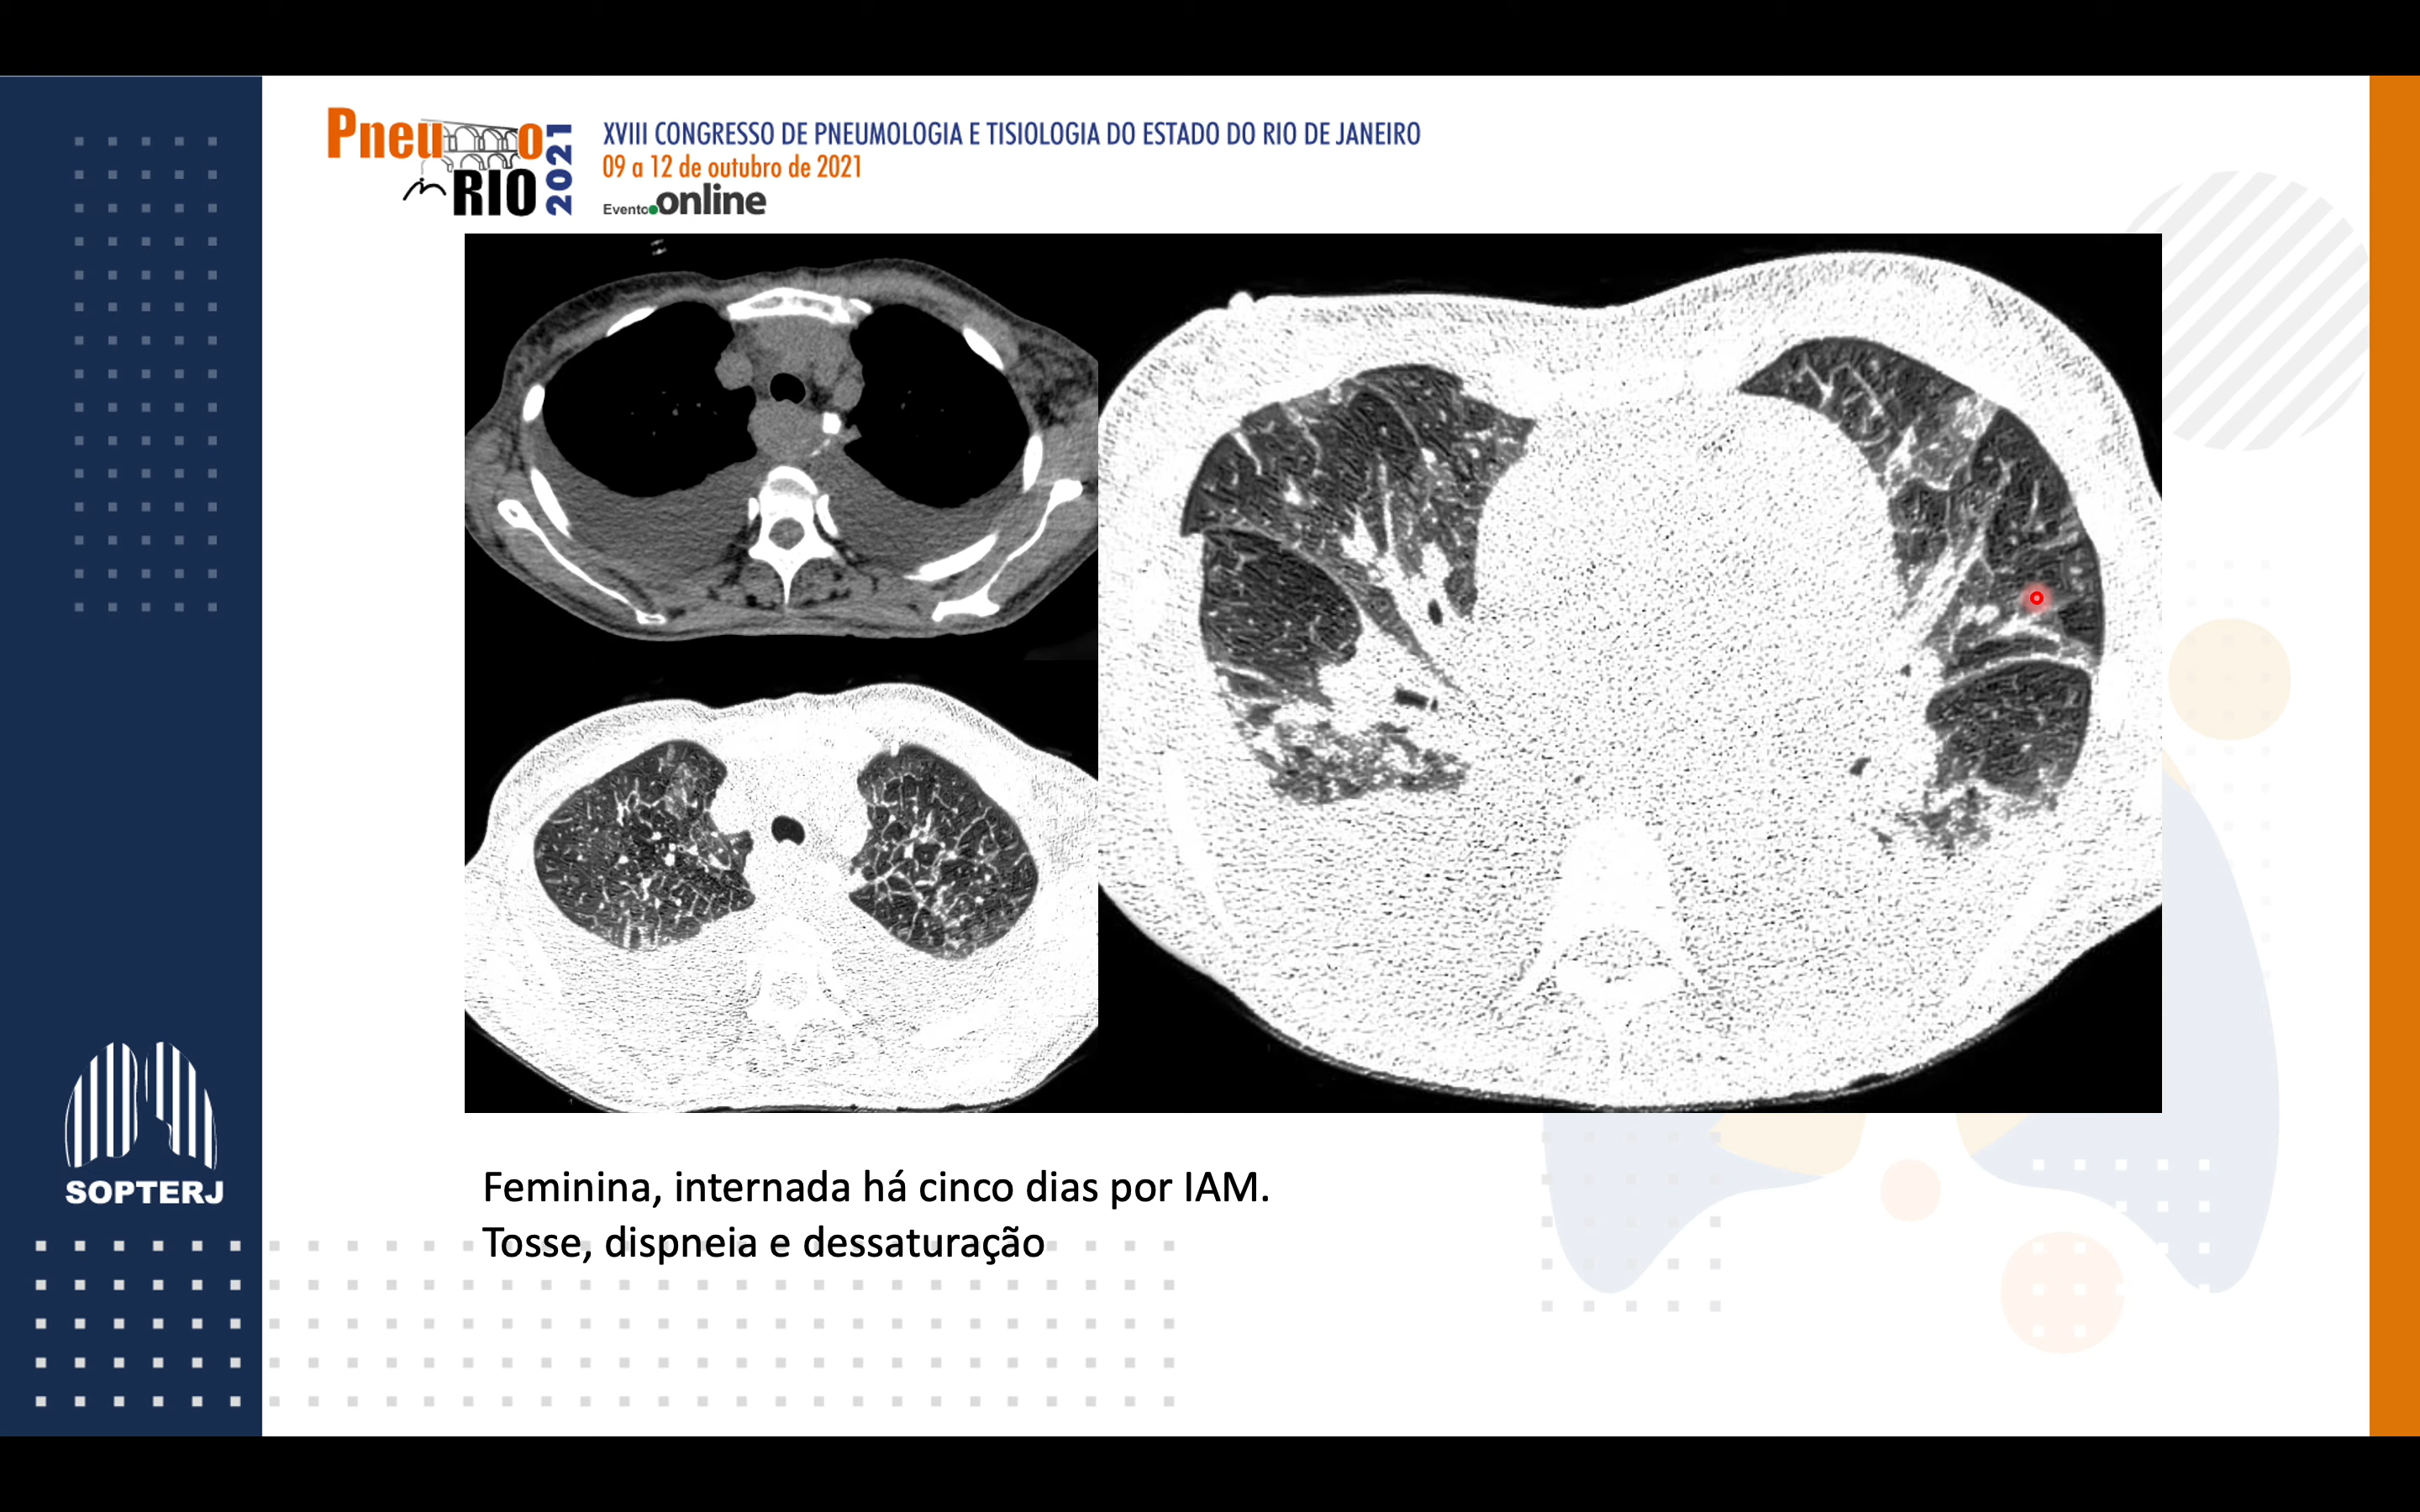 Pneumo
in RIO
2021
XVIII CONGRESSO DE PNEUMOLOGIA E TISIOLOGIA DO ESTADO DO RIO DE JANEIRO
09 a 12 de outubro de 2021
Evento online
SOPTERJ
Feminina, internada há cinco dias por IAM.
Tosse, dispneia e dessaturação